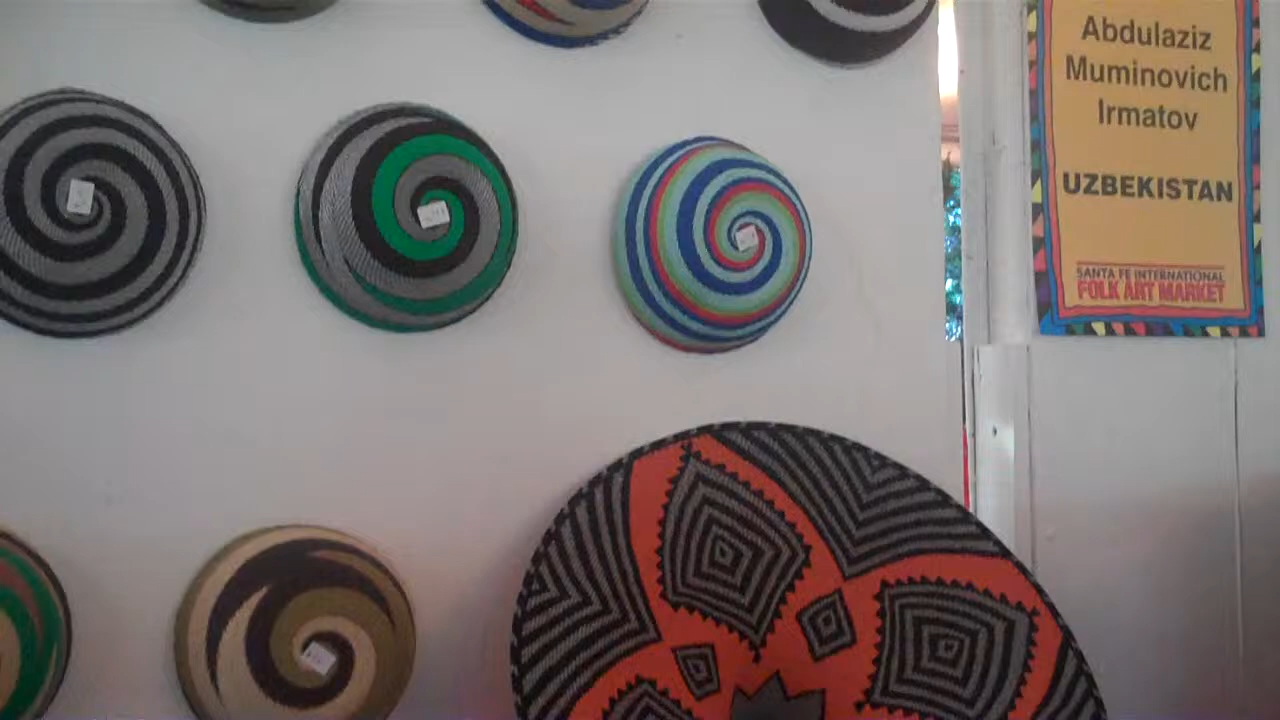 Abdulaziz
Muminovich
Irmatov
UZBEKISTAN
SANTA FE INTERNATIONAL
FOLK ART MARKET